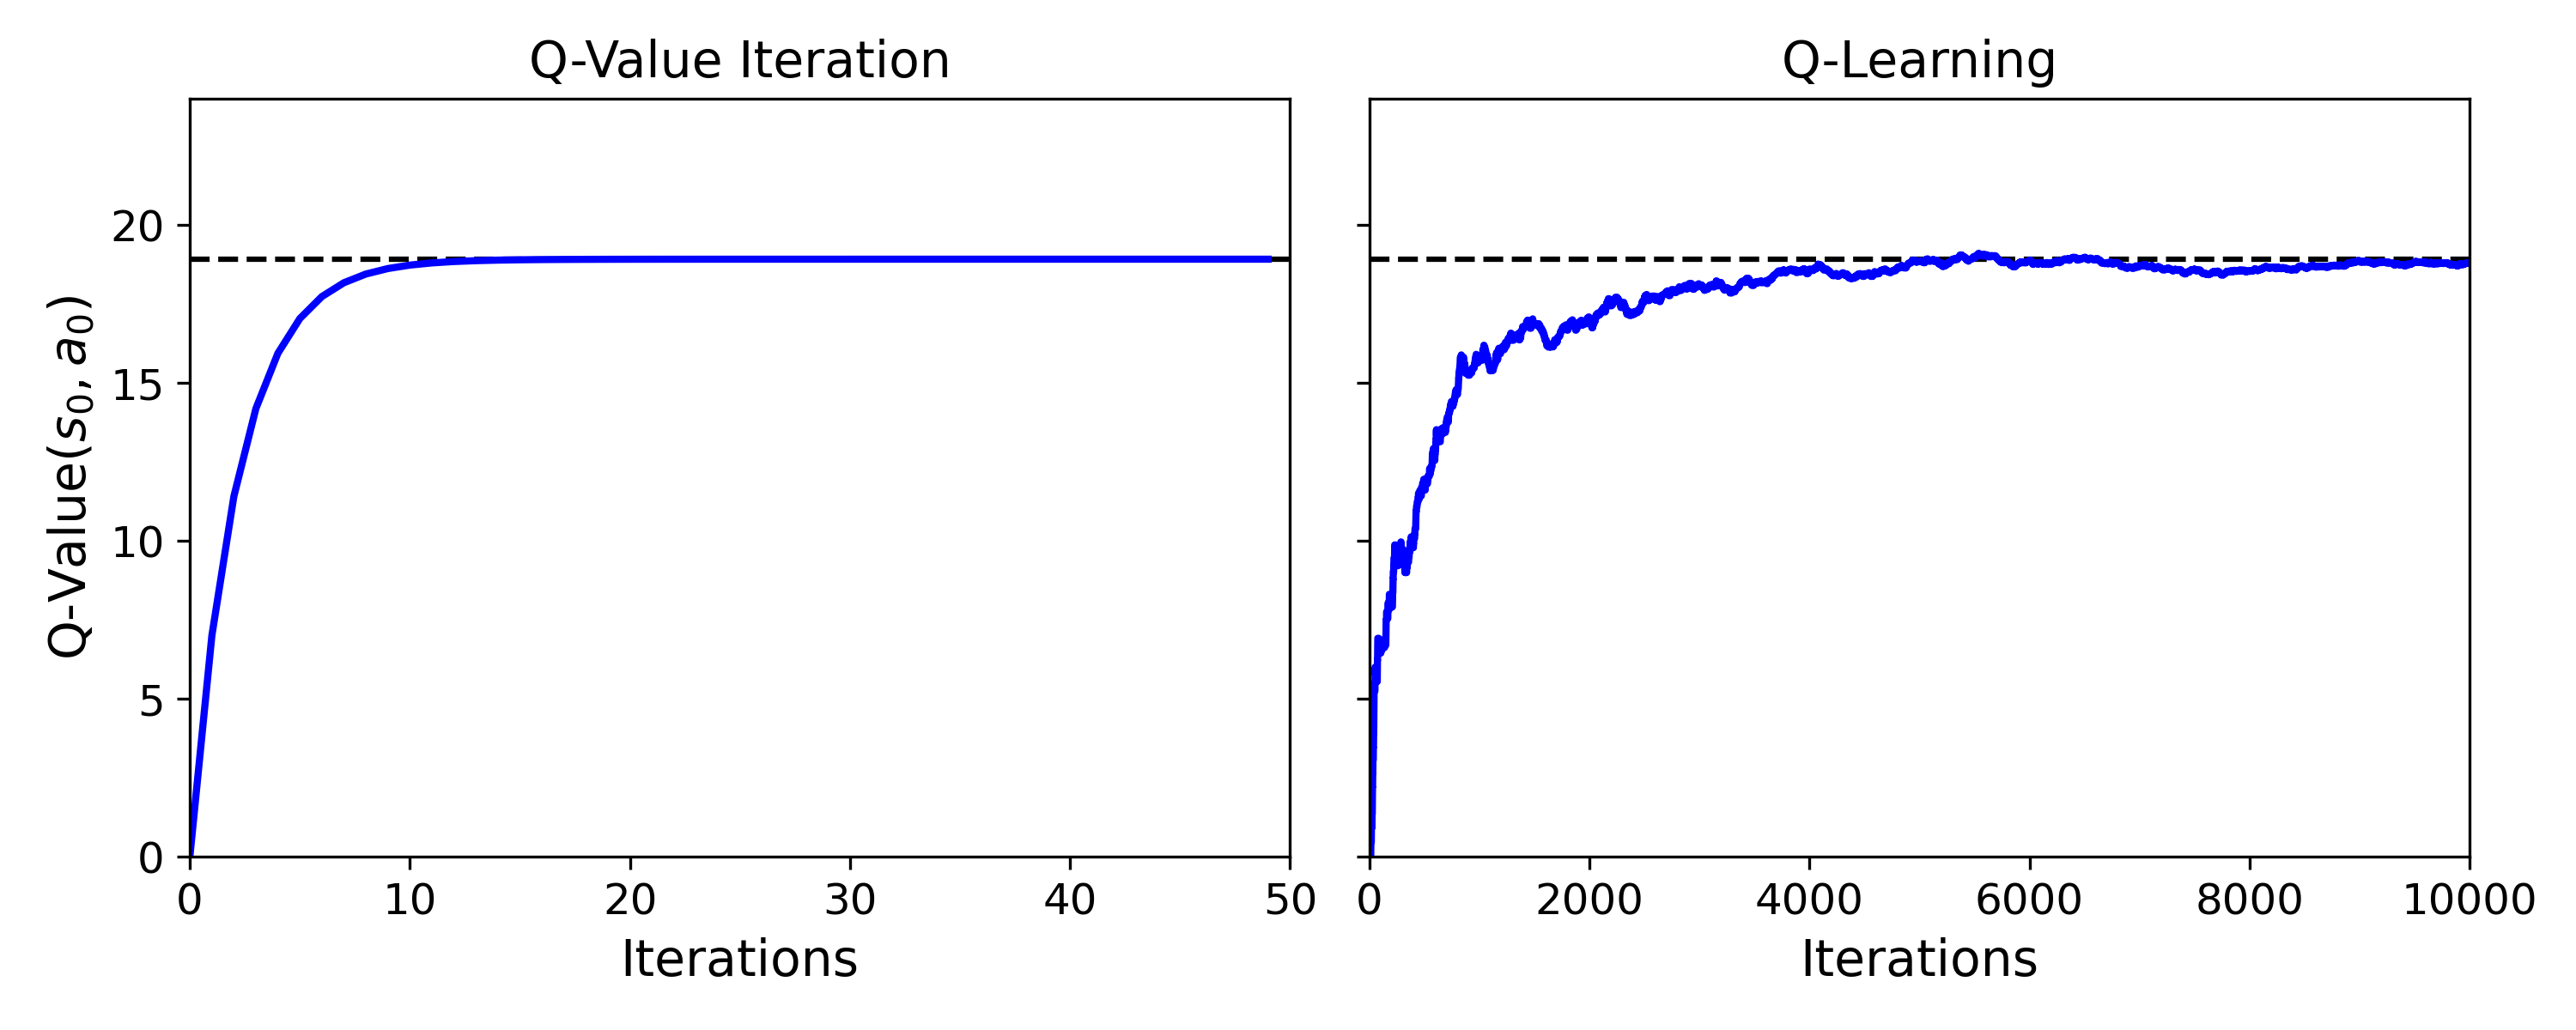 Q-Value Iteration
Q-Learning
Q-Value(s₀, a₀)
20
15
10
5
0
0 10 20 30 40 50
0 2000 4000 6000 8000 10000
Iterations
Iterations